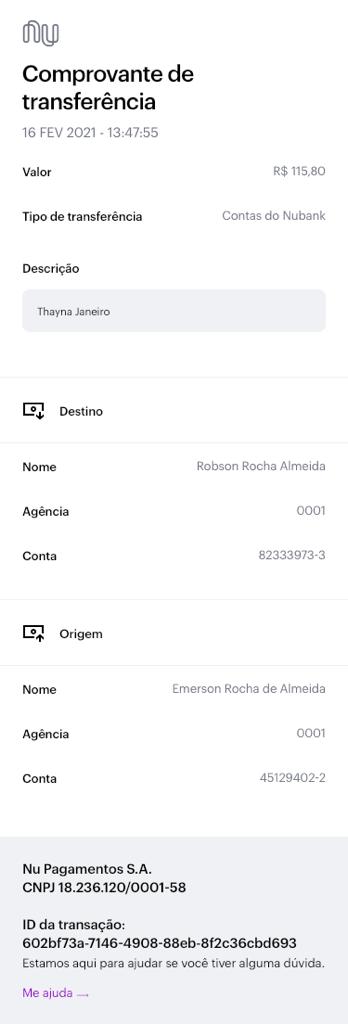 nu
Comprovante de
transferência
16 FEV 2021 - 13:47:55
Valor R$ 115,80
Tipo de transferência Contas do Nubank
Descrição
Thayna Janeiro
Destino
Nome Robson Rocha Almeida
Agência 0001
Conta 82333973-3
Origem
Nome Emerson Rocha de Almeida
Agência 0001
Conta 45129402-2
Nu Pagamentos S.A.
CNPJ 18.236.120/0001-58
ID da transação:
602bf73a-7146-4908-88eb-8f2c36cbd693
Estamos aqui para ajudar se você tiver alguma dúvida.
Me ajuda →